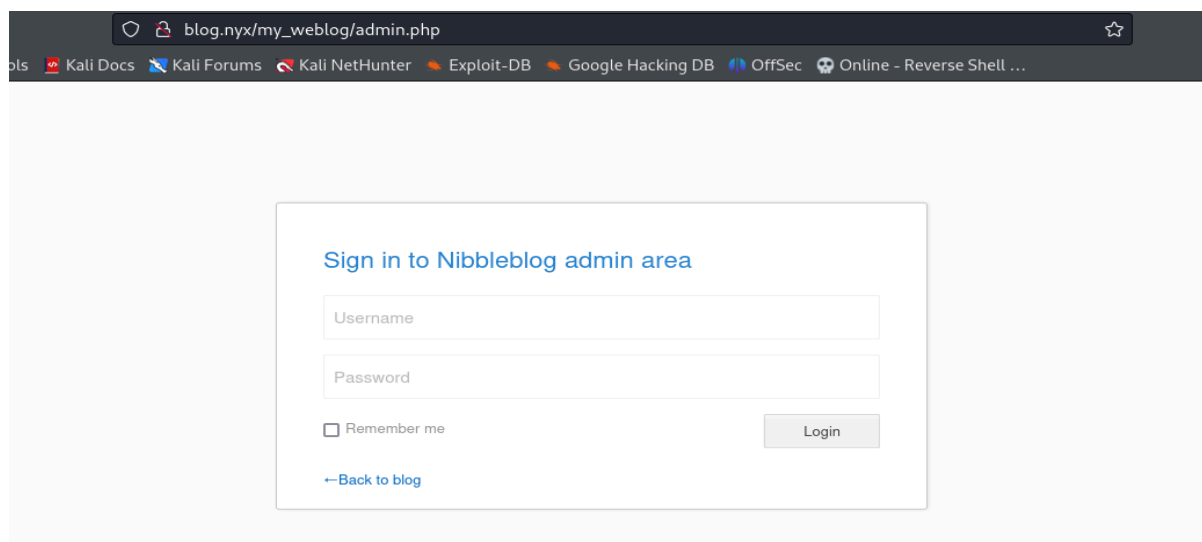 blog.nyx/my_weblog/admin.php
ols Kali Docs Kali Forums Kali NetHunter Exploit-DB Google Hacking DB OffSec Online - Reverse Shell ...
Sign in to Nibbleblog admin area
Username
Password
Remember me Login
←Back to blog